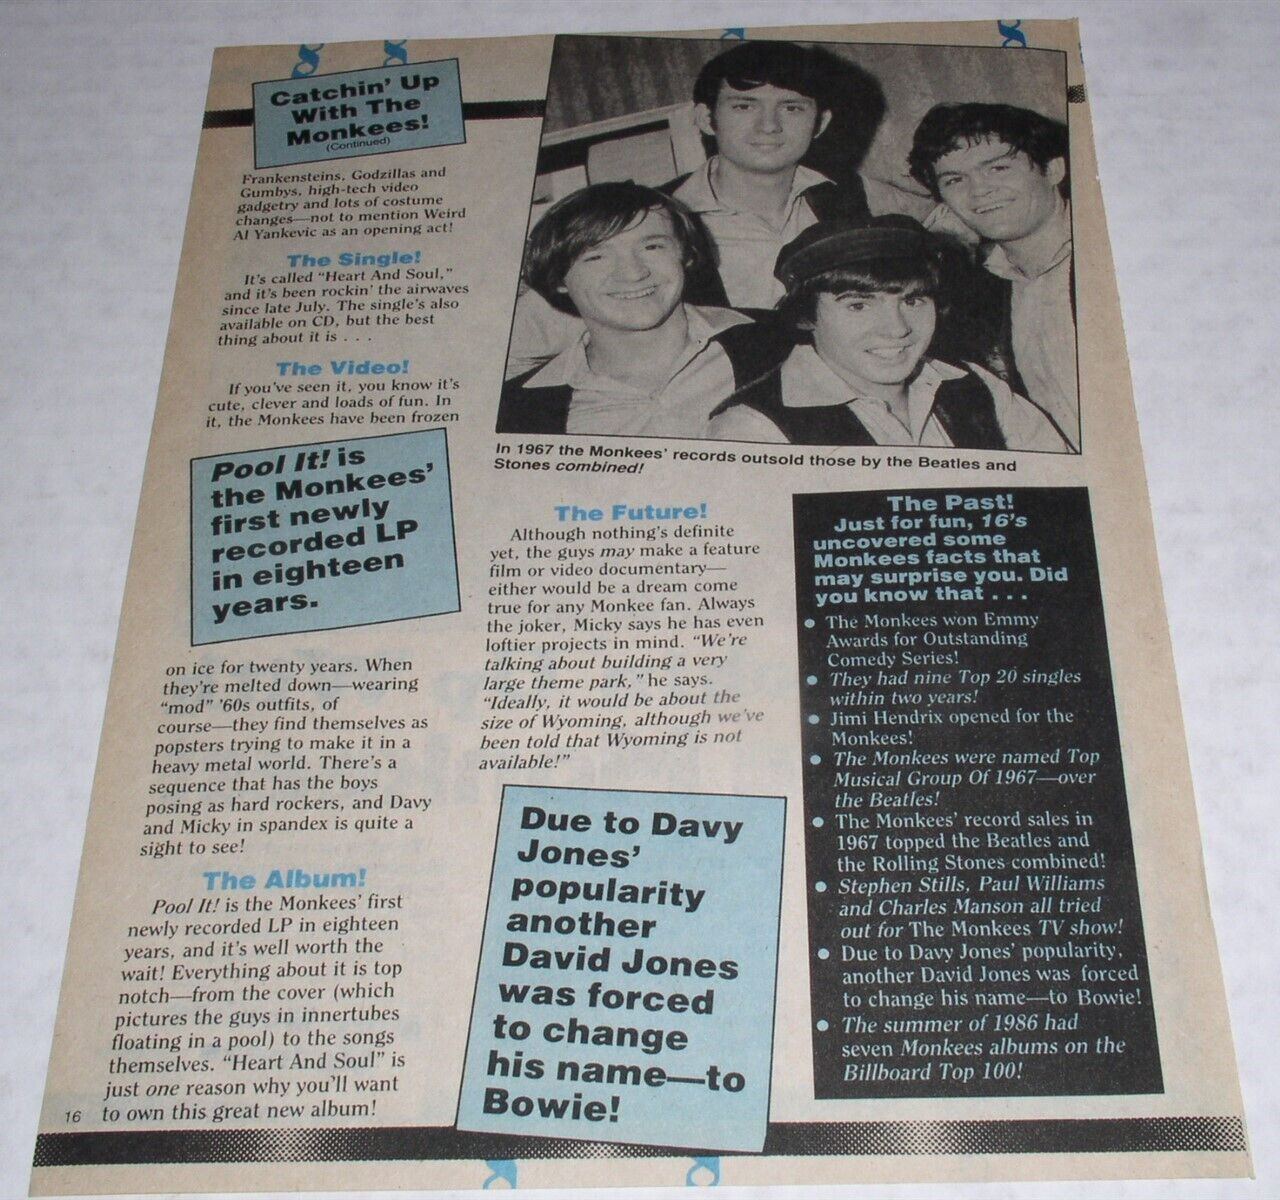 Catchin' Up
With The
Monkees!
(Continued)
Frankensteins, Godzillas and
Gumbys, high-tech video
gadgetry and lots of costume
changes—not to mention Weird
Al Yankevic as an opening act!
The Single!
It's called "Heart And Soul,"
and it's been rockin' the airwaves
since late July. The single's also
available on CD, but the best
thing about it is . . .
The Video!
If you've seen it, you know it's
cute, clever and loads of fun. In
it, the Monkees have been frozen
Pool It! is
the Monkees'
first newly
recorded LP
in eighteen
years.
on ice for twenty years. When
they're melted down—wearing
"mod" '60s outfits, of
course—they find themselves as
popsters trying to make it in a
heavy metal world. There's a
sequence that has the boys
posing as hard rockers, and Davy
and Micky in spandex is quite a
sight to see!
The Album!
Pool It! is the Monkees' first
newly recorded LP in eighteen
years, and it's well worth the
wait! Everything about it is top
notch—from the cover (which
pictures the guys in innertubes
floating in a pool) to the songs
themselves. "Heart And Soul" is
just one reason why you'll want
to own this great new album!
16
In 1967 the Monkees' records outsold those by the Beatles and
Stones combined!
The Future!
Although nothing's definite
yet, the guys may make a feature
film or video documentary—
either would be a dream come
true for any Monkee fan. Always
the joker, Micky says he has even
loftier projects in mind. "We're
talking about building a very
large theme park," he says.
"Ideally, it would be about the
size of Wyoming, although we've
been told that Wyoming is not
available!"
Due to Davy
Jones'
popularity
another
David Jones
was forced
to change
his name—to
Bowie!
The Past!
Just for fun, 16's
uncovered some
Monkees facts that
may surprise you. Did
you know that . . .
● The Monkees won Emmy
Awards for Outstanding
Comedy Series!
● They had nine Top 20 singles
within two years!
● Jimi Hendrix opened for the
Monkees!
● The Monkees were named Top
Musical Group Of 1967—over
the Beatles!
● The Monkees' record sales in
1967 topped the Beatles and
the Rolling Stones combined!
● Stephen Stills, Paul Williams
and Charles Manson all tried
out for The Monkees TV show!
● Due to Davy Jones' popularity,
another David Jones was forced
to change his name—to Bowie!
● The summer of 1986 had
seven Monkees albums on the
Billboard Top 100!